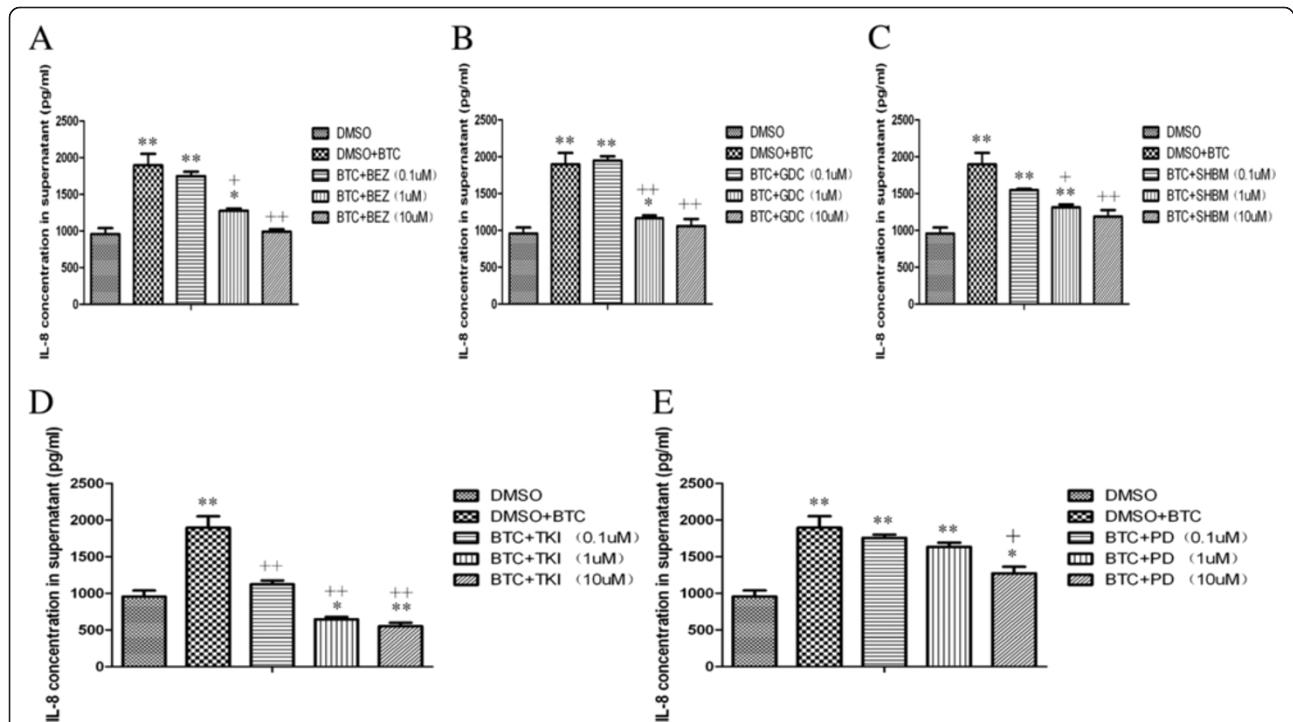 A
IL-8 concentration in supernatant (pg/ml)
2500
2000
1500
1000
500
0
**
**
+
*
++
DMSO
DMSO+BTC
BTC+BEZ (0.1uM)
BTC+BEZ (1uM)
BTC+BEZ (10uM)
B
IL-8 concentration in supernatant (pg/ml)
2500
2000
1500
1000
500
0
**
**
++
*
++
DMSO
DMSO+BTC
BTC+GDC (0.1uM)
BTC+GDC (1uM)
BTC+GDC (10uM)
C
IL-8 concentration in supernatant (pg/ml)
2500
2000
1500
1000
500
0
**
**
+
**
++
DMSO
DMSO+BTC
BTC+SHBM (0.1uM)
BTC+SHBM (1uM)
BTC+SHBM (10uM)
D
IL-8 concentration in supernatant (pg/ml)
2500
2000
1500
1000
500
0
**
++
++
*
++
**
DMSO
DMSO+BTC
BTC+TKI (0.1uM)
BTC+TKI (1uM)
BTC+TKI (10uM)
E
IL-8 concentration in supernatant (pg/ml)
2500
2000
1500
1000
500
0
**
**
**
+
*
DMSO
DMSO+BTC
BTC+PD (0.1uM)
BTC+PD (1uM)
BTC+PD (10uM)